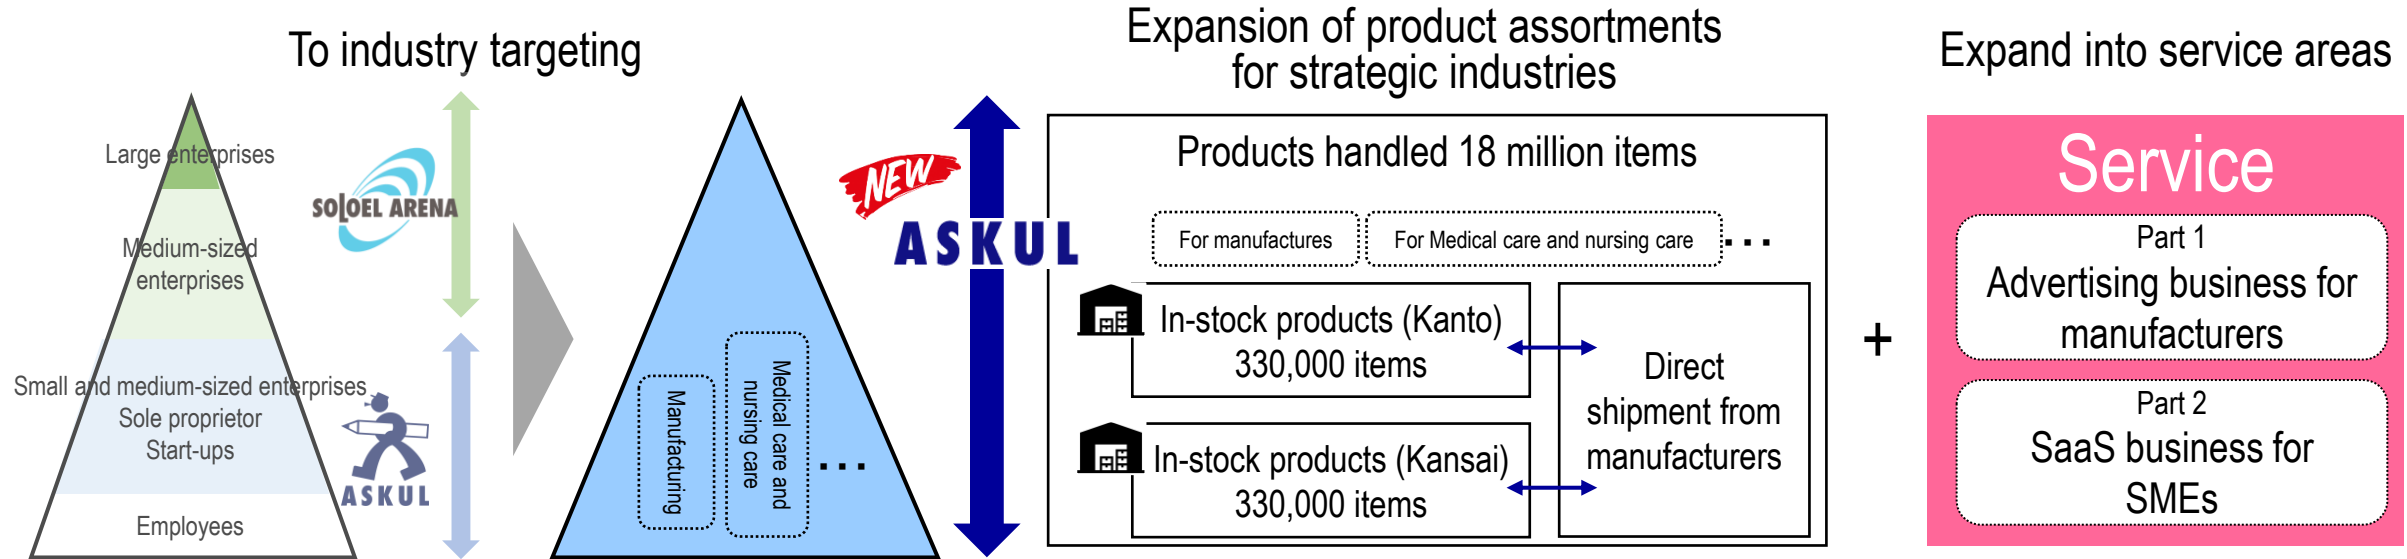 To industry targeting
Large enterprises
Medium-sized
enterprises
Small and medium-sized enterprises
Sole proprietor
Start-ups
Employees
SOLOEL ARENA
ASKUL
Manufacturing
Medical care and
nursing care
...
NEW
ASKUL
Expansion of product assortments
for strategic industries
Products handled 18 million items
For manufactures
For Medical care and nursing care
...
In-stock products (Kanto)
330,000 items
In-stock products (Kansai)
330,000 items
Direct
shipment from
manufacturers
+
Expand into service areas
Service
Part 1
Advertising business for
manufacturers
Part 2
SaaS business for
SMEs